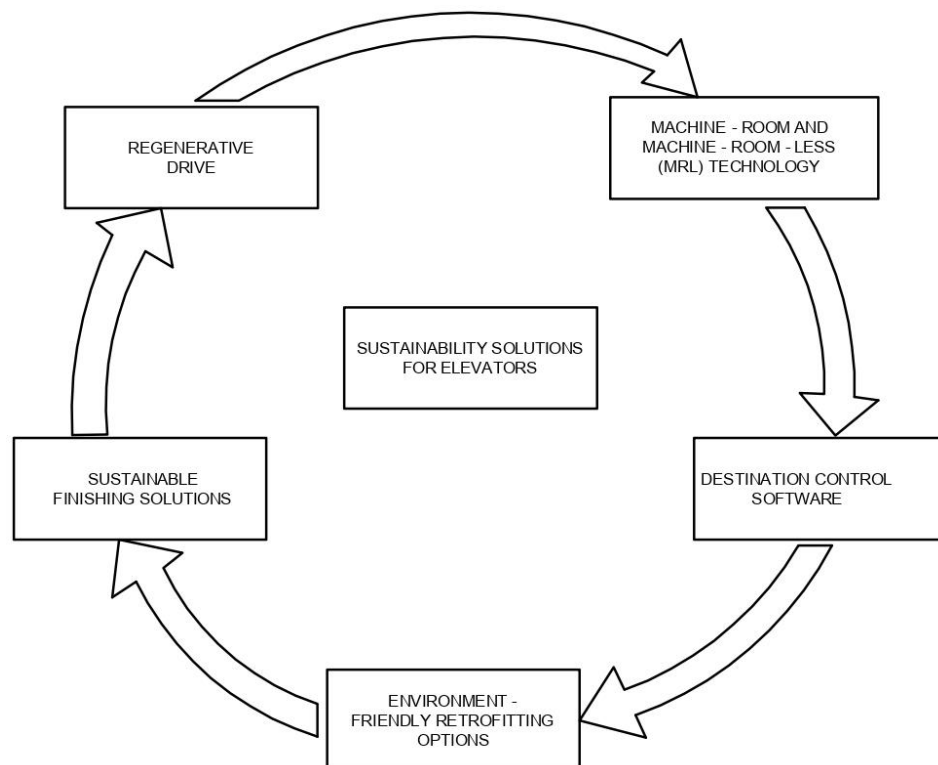 REGENERATIVE
DRIVE
MACHINE - ROOM AND
MACHINE - ROOM - LESS
(MRL) TECHNOLOGY
SUSTAINABILITY SOLUTIONS
FOR ELEVATORS
SUSTAINABLE
FINISHING SOLUTIONS
DESTINATION CONTROL
SOFTWARE
ENVIRONMENT -
FRIENDLY RETROFITTING
OPTIONS